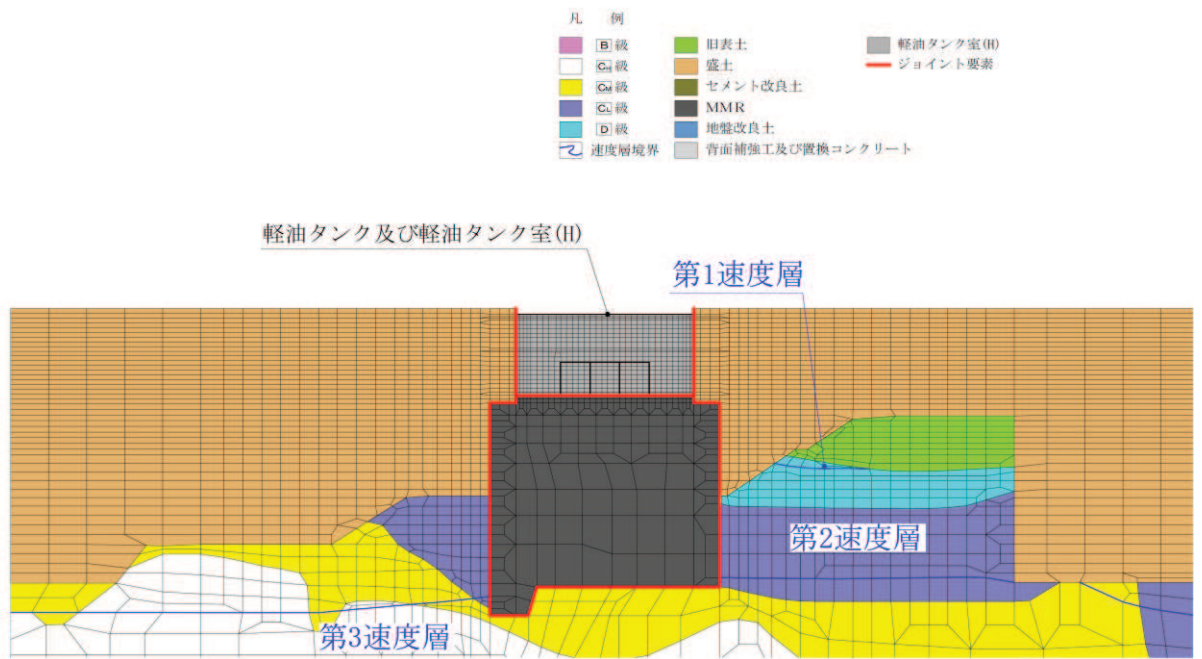 凡 例
B 級
CH 級
CM 級
CL 級
D 級
速度層境界
旧表土
盛土
セメント改良土
MMR
地盤改良土
背面補強工及び置換コンクリート
軽油タンク室(H)
ジョイント要素
軽油タンク及び軽油タンク室(H)
第1速度層
第2速度層
第3速度層